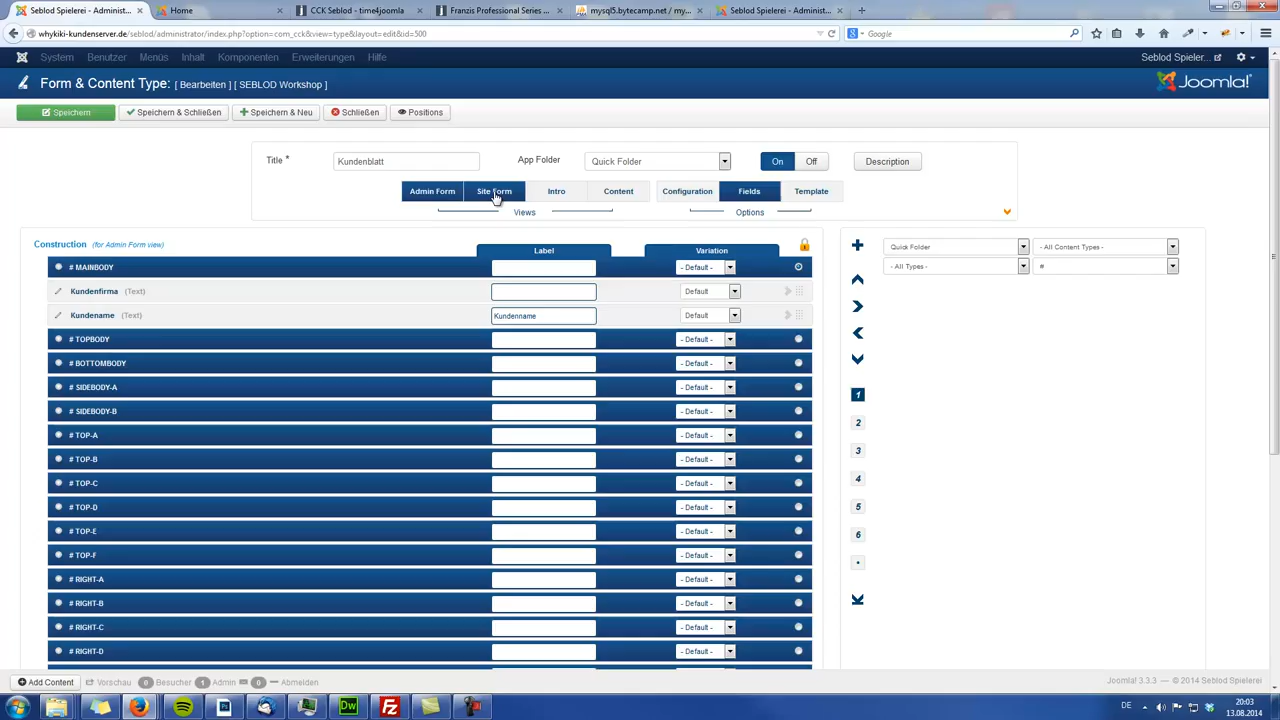 Seblod Spielerei - Administ...
Home
CCK Seblod - time4joomla
Franzis Professional Series ...
mysql5.bytecamp.net / my...
Seblod Spielerei - Administ...
whykiki-kundenserver.de/seblod/administrator/index.php?option=com_cck&view=type&layout=edit&id=500
Google
System Benutzer Menüs Inhalt Komponenten Erweiterungen Hilfe
Seblod Spieler...
Form & Content Type: [ Bearbeiten ] [ SEBLOD Workshop ]
Joomla!
Speichern
Speichern & Schließen
Speichern & Neu
Schließen
Positions
Title *
Kundenblatt
App Folder
Quick Folder
On
Off
Description
Admin Form
Site Form
Intro
Content
Configuration
Fields
Template
Views
Options
Construction (for Admin Form view)
Label
Variation
Quick Folder
- All Content Types -
# MAINBODY
- Default -
- All Types -
#
Kundenfirma (Text)
Default
Kundename (Text)
Kundenname
Default
# TOPBODY
- Default -
# BOTTOMBODY
- Default -
# SIDEBODY-A
- Default -
1
# SIDEBODY-B
- Default -
2
# TOP-A
- Default -
3
# TOP-B
- Default -
4
# TOP-C
- Default -
5
# TOP-D
- Default -
6
# TOP-E
- Default -
# TOP-F
- Default -
# RIGHT-A
- Default -
# RIGHT-B
- Default -
# RIGHT-C
- Default -
# RIGHT-D
- Default -
Add Content
Vorschau
0 Besucher
1 Admin
0
Abmelden
Joomla! 3.3.3 — © 2014 Seblod Spielerei
DE
20:03
13.08.2014